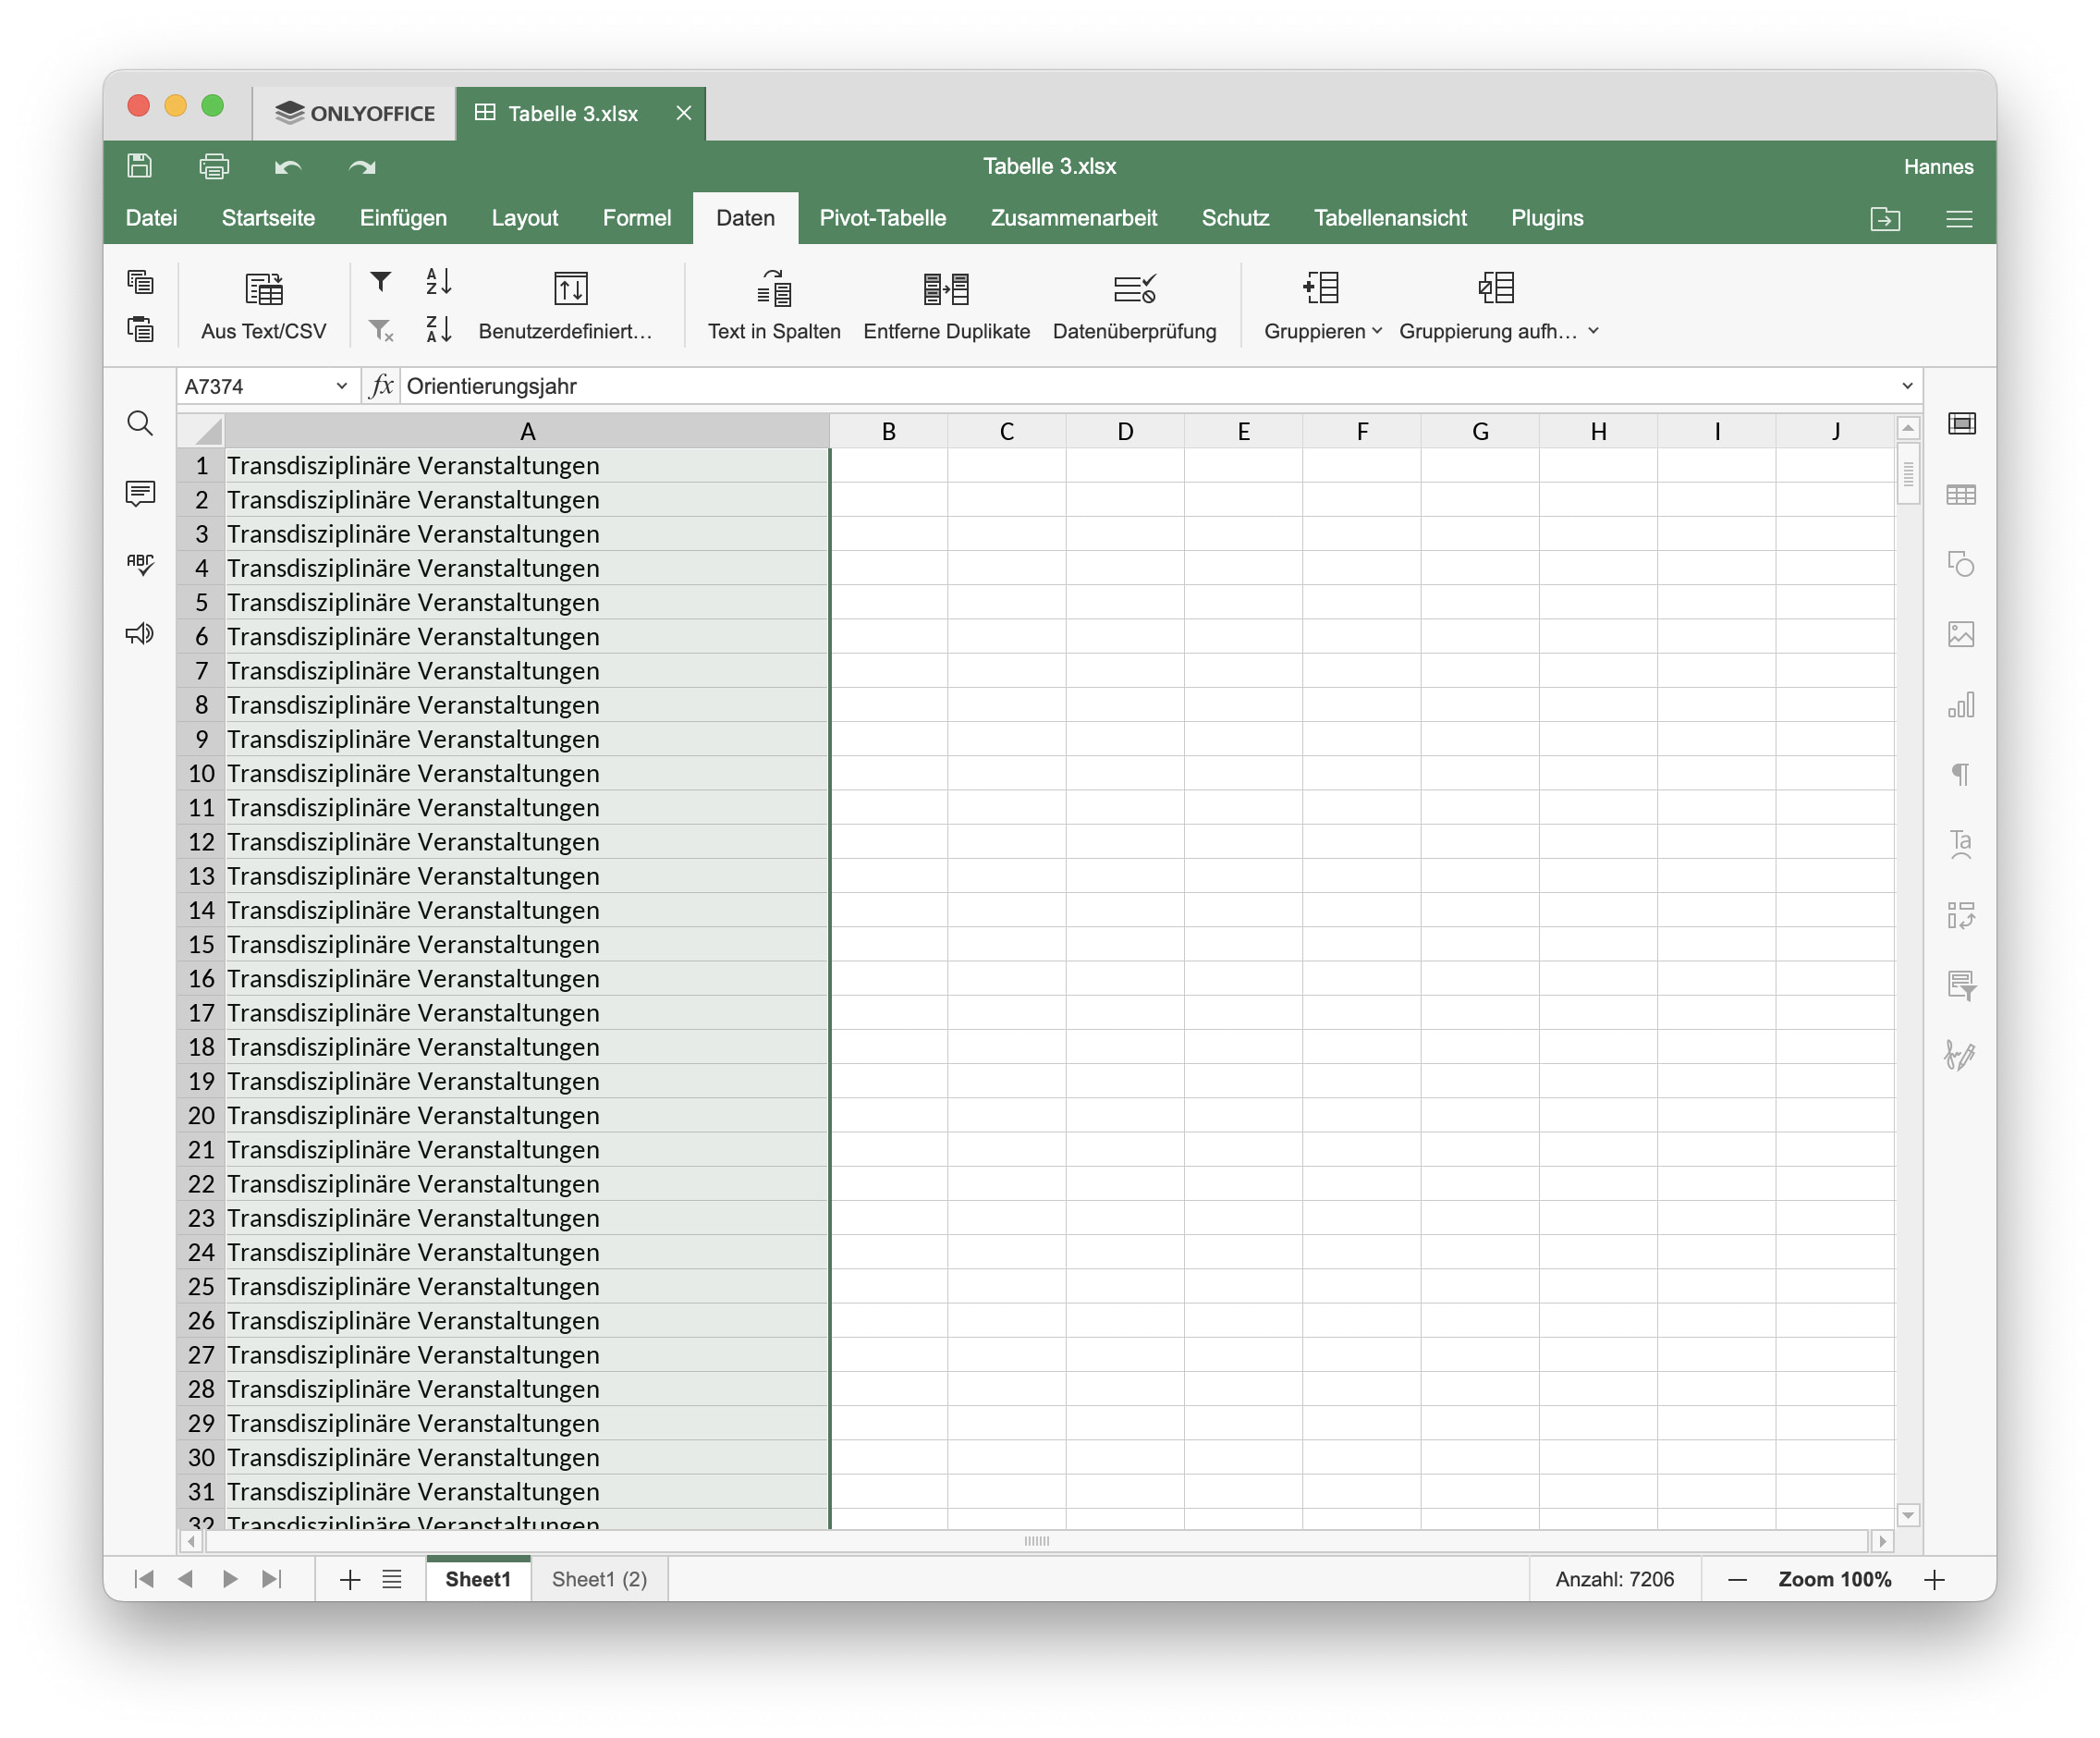 ONLYOFFICE Tabelle 3.xlsx
Tabelle 3.xlsx Hannes
Datei Startseite Einfügen Layout Formel Daten Pivot-Tabelle Zusammenarbeit Schutz Tabellenansicht Plugins
Aus Text/CSV Benutzerdefiniert... Text in Spalten Entferne Duplikate Datenüberprüfung Gruppieren Gruppierung aufh...
A7374 fx Orientierungsjahr
A B C D E F G H I J
1 Transdisziplinäre Veranstaltungen
2 Transdisziplinäre Veranstaltungen
3 Transdisziplinäre Veranstaltungen
4 Transdisziplinäre Veranstaltungen
5 Transdisziplinäre Veranstaltungen
6 Transdisziplinäre Veranstaltungen
7 Transdisziplinäre Veranstaltungen
8 Transdisziplinäre Veranstaltungen
9 Transdisziplinäre Veranstaltungen
10 Transdisziplinäre Veranstaltungen
11 Transdisziplinäre Veranstaltungen
12 Transdisziplinäre Veranstaltungen
13 Transdisziplinäre Veranstaltungen
14 Transdisziplinäre Veranstaltungen
15 Transdisziplinäre Veranstaltungen
16 Transdisziplinäre Veranstaltungen
17 Transdisziplinäre Veranstaltungen
18 Transdisziplinäre Veranstaltungen
19 Transdisziplinäre Veranstaltungen
20 Transdisziplinäre Veranstaltungen
21 Transdisziplinäre Veranstaltungen
22 Transdisziplinäre Veranstaltungen
23 Transdisziplinäre Veranstaltungen
24 Transdisziplinäre Veranstaltungen
25 Transdisziplinäre Veranstaltungen
26 Transdisziplinäre Veranstaltungen
27 Transdisziplinäre Veranstaltungen
28 Transdisziplinäre Veranstaltungen
29 Transdisziplinäre Veranstaltungen
30 Transdisziplinäre Veranstaltungen
31 Transdisziplinäre Veranstaltungen
32 Transdisziplinäre Veranstaltungen
Sheet1 Sheet1 (2) Anzahl: 7206 Zoom 100%